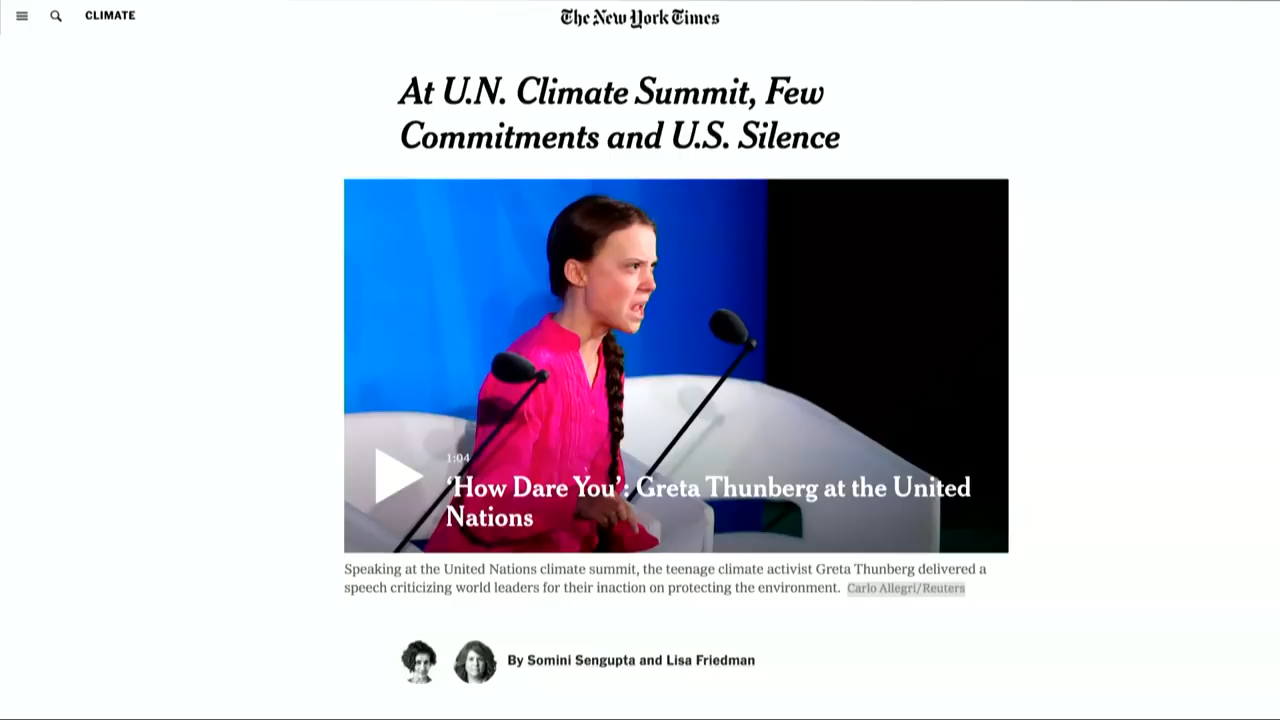 CLIMATE
The New York Times
At U.N. Climate Summit, Few
Commitments and U.S. Silence
1:04
‘How Dare You’: Greta Thunberg at the United
Nations
Speaking at the United Nations climate summit, the teenage climate activist Greta Thunberg delivered a
speech criticizing world leaders for their inaction on protecting the environment. Carlo Allegri/Reuters
By Somini Sengupta and Lisa Friedman